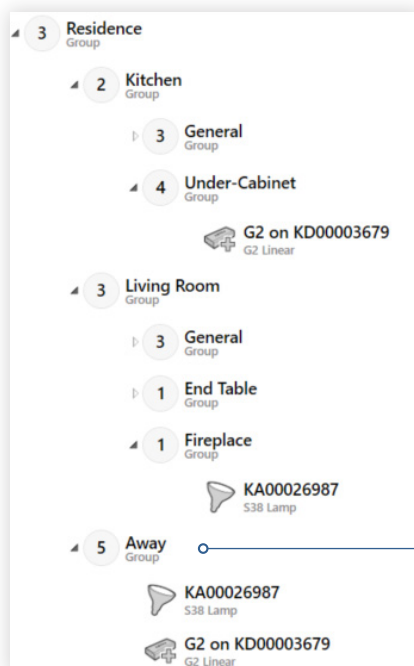 3 Residence
Group
2 Kitchen
Group
3 General
Group
4 Under-Cabinet
Group
G2 on KD00003679
G2 Linear
3 Living Room
Group
3 General
Group
1 End Table
Group
1 Fireplace
Group
KA00026987
S38 Lamp
5 Away
Group
KA00026987
S38 Lamp
G2 on KD00003679
G2 Linear